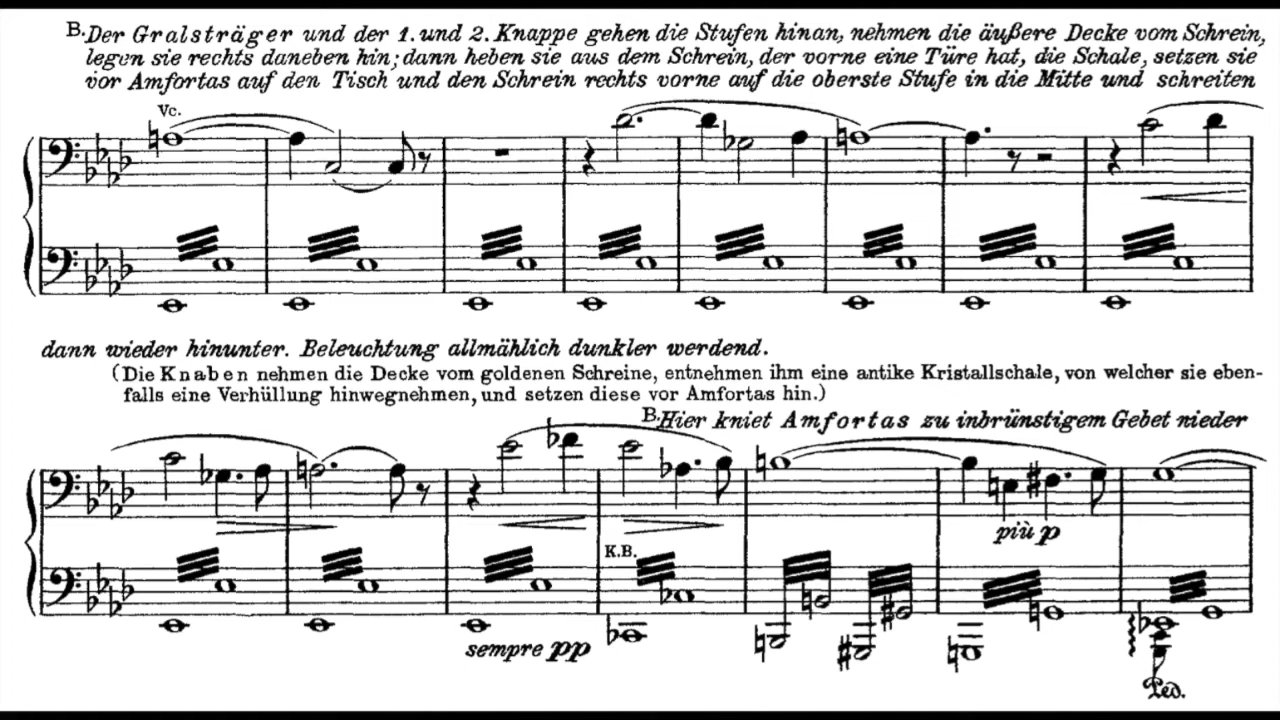 B. Der Gralsträger und der 1. und 2. Knappe gehen die Stufen hinan, nehmen die äußere Decke vom Schrein,
legen sie rechts daneben hin; dann heben sie aus dem Schrein, der vorne eine Türe hat, die Schale, setzen sie
vor Amfortas auf den Tisch und den Schrein rechts vorne auf die oberste Stufe in die Mitte und schreiten
Vc.
dann wieder hinunter. Beleuchtung allmählich dunkler werdend.
(Die Knaben nehmen die Decke vom goldenen Schreine, entnehmen ihm eine antike Kristallschale, von welcher sie eben-
falls eine Verhüllung hinwegnehmen, und setzen diese vor Amfortas hin.)
B. Hier kniet Amfortas zu inbrünstigem Gebet nieder
più p
K.B.
sempre pp
Ped.